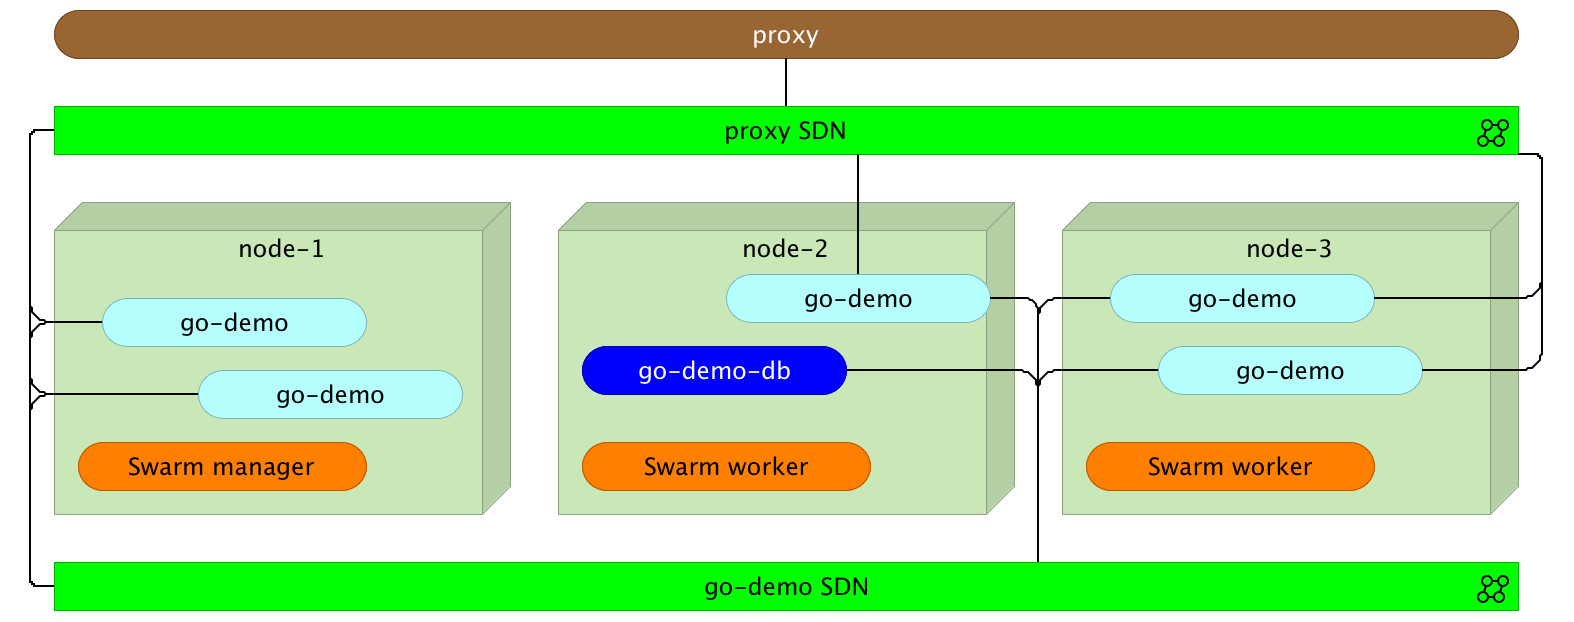 proxy
proxy SDN
node-1
go-demo
go-demo
Swarm manager
node-2
go-demo
go-demo-db
Swarm worker
node-3
go-demo
go-demo
Swarm worker
go-demo SDN